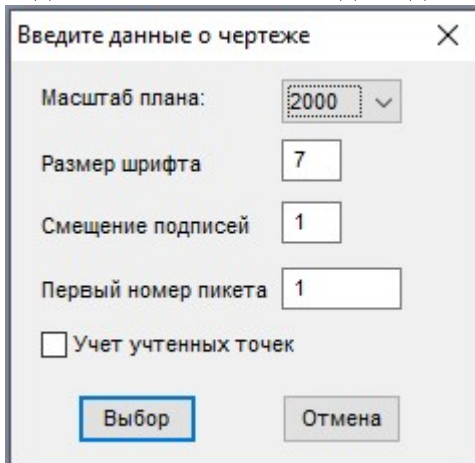 Введите данные о чертеже
Масштаб плана: 2000
Размер шрифта 7
Смещение подписей 1
Первый номер пикета 1
Учет учтенных точек
Выбор Отмена